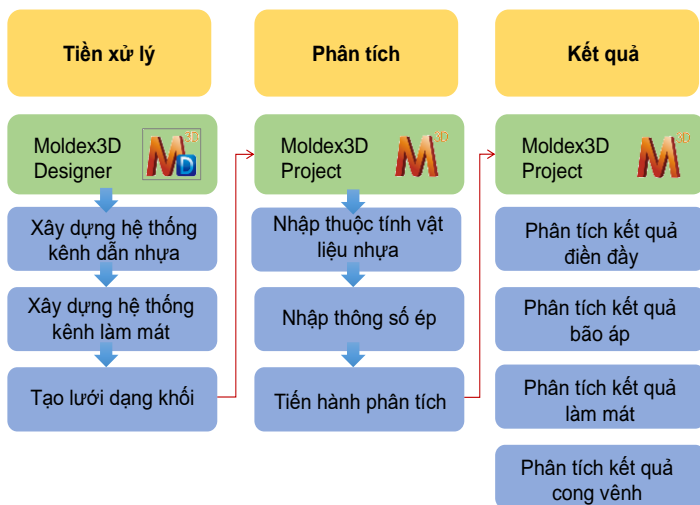 Tiền xử lý
Phân tích
Kết quả
Moldex3D
Designer
3D
M
D
Xây dựng hệ thống
kênh dẫn nhựa
Xây dựng hệ thống
kênh làm mát
Tạo lưới dạng khối
Moldex3D
Project
3D
M
Nhập thuộc tính vật
liệu nhựa
Nhập thông số ép
Tiến hành phân tích
Moldex3D
Project
3D
M
Phân tích kết quả
điền đầy
Phân tích kết quả
bão áp
Phân tích kết quả
làm mát
Phân tích kết quả
cong vênh